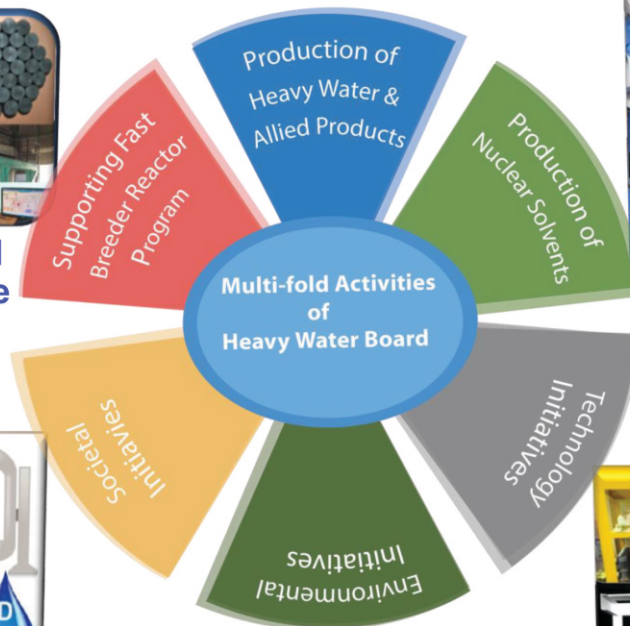 Multi-fold Activities
of
Heavy Water Board
Production of
Heavy Water &
Allied Products
Production of
Nuclear Solvents
Technology
Initiatives
Environmental
Initiatives
Societal
Initiavies
Supporting Fast
Breeder Reactor
Program